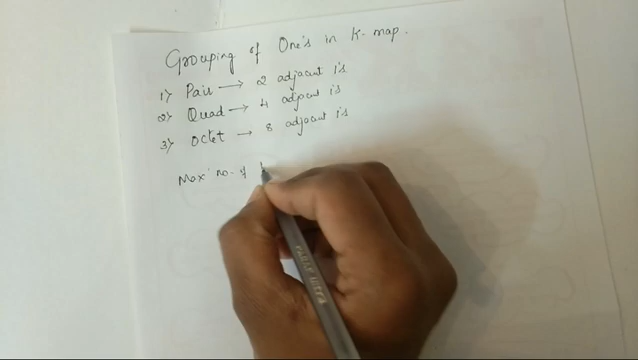 Grouping of One's in K-map.
1) Pair → 2 adjacent 1's
2) Quad → 4 adjacent 1's
3) Octet → 8 adjacent 1's
Max. no. of